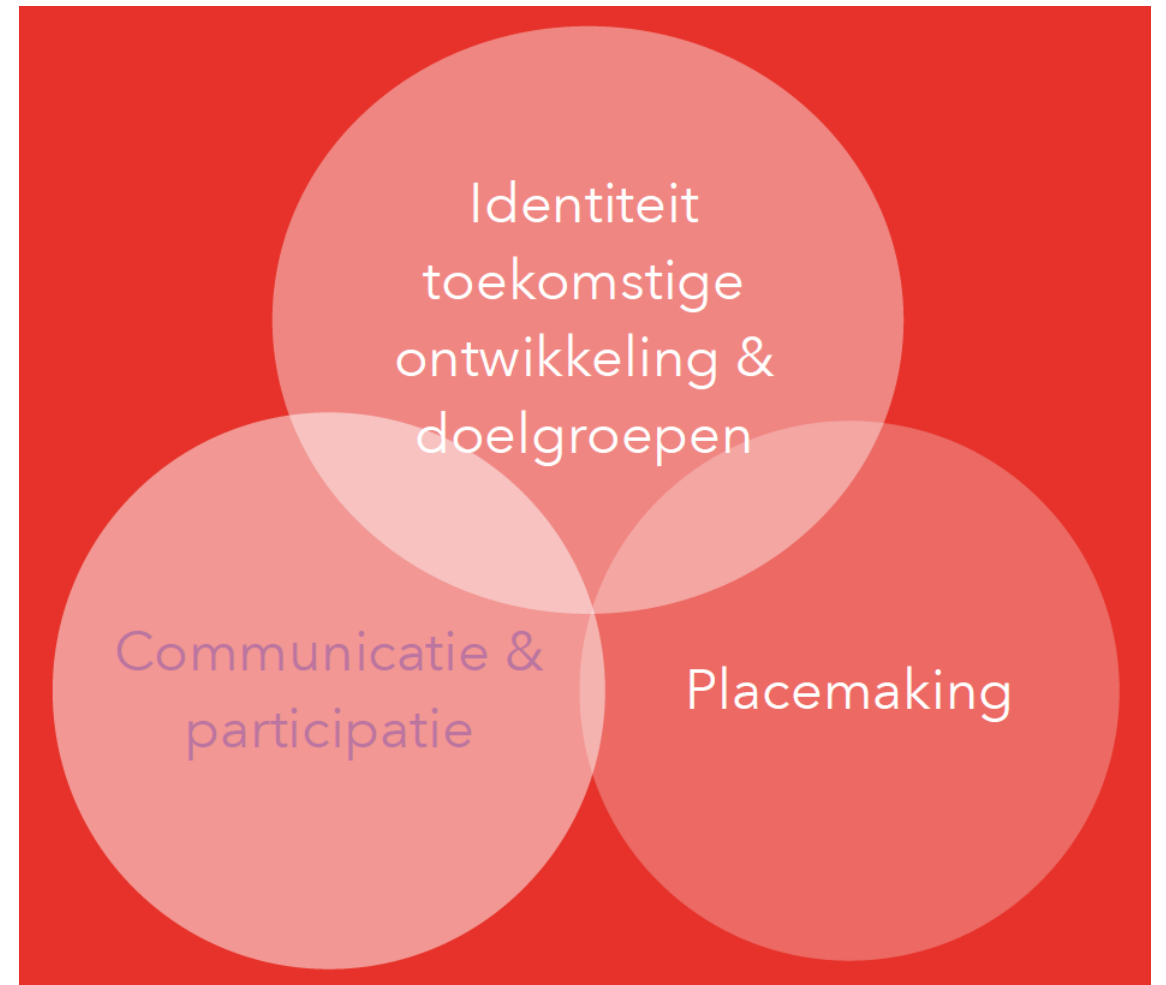 Identiteit
toekomstige
ontwikkeling &
doelgroepen
Communicatie &
participatie
Placemaking